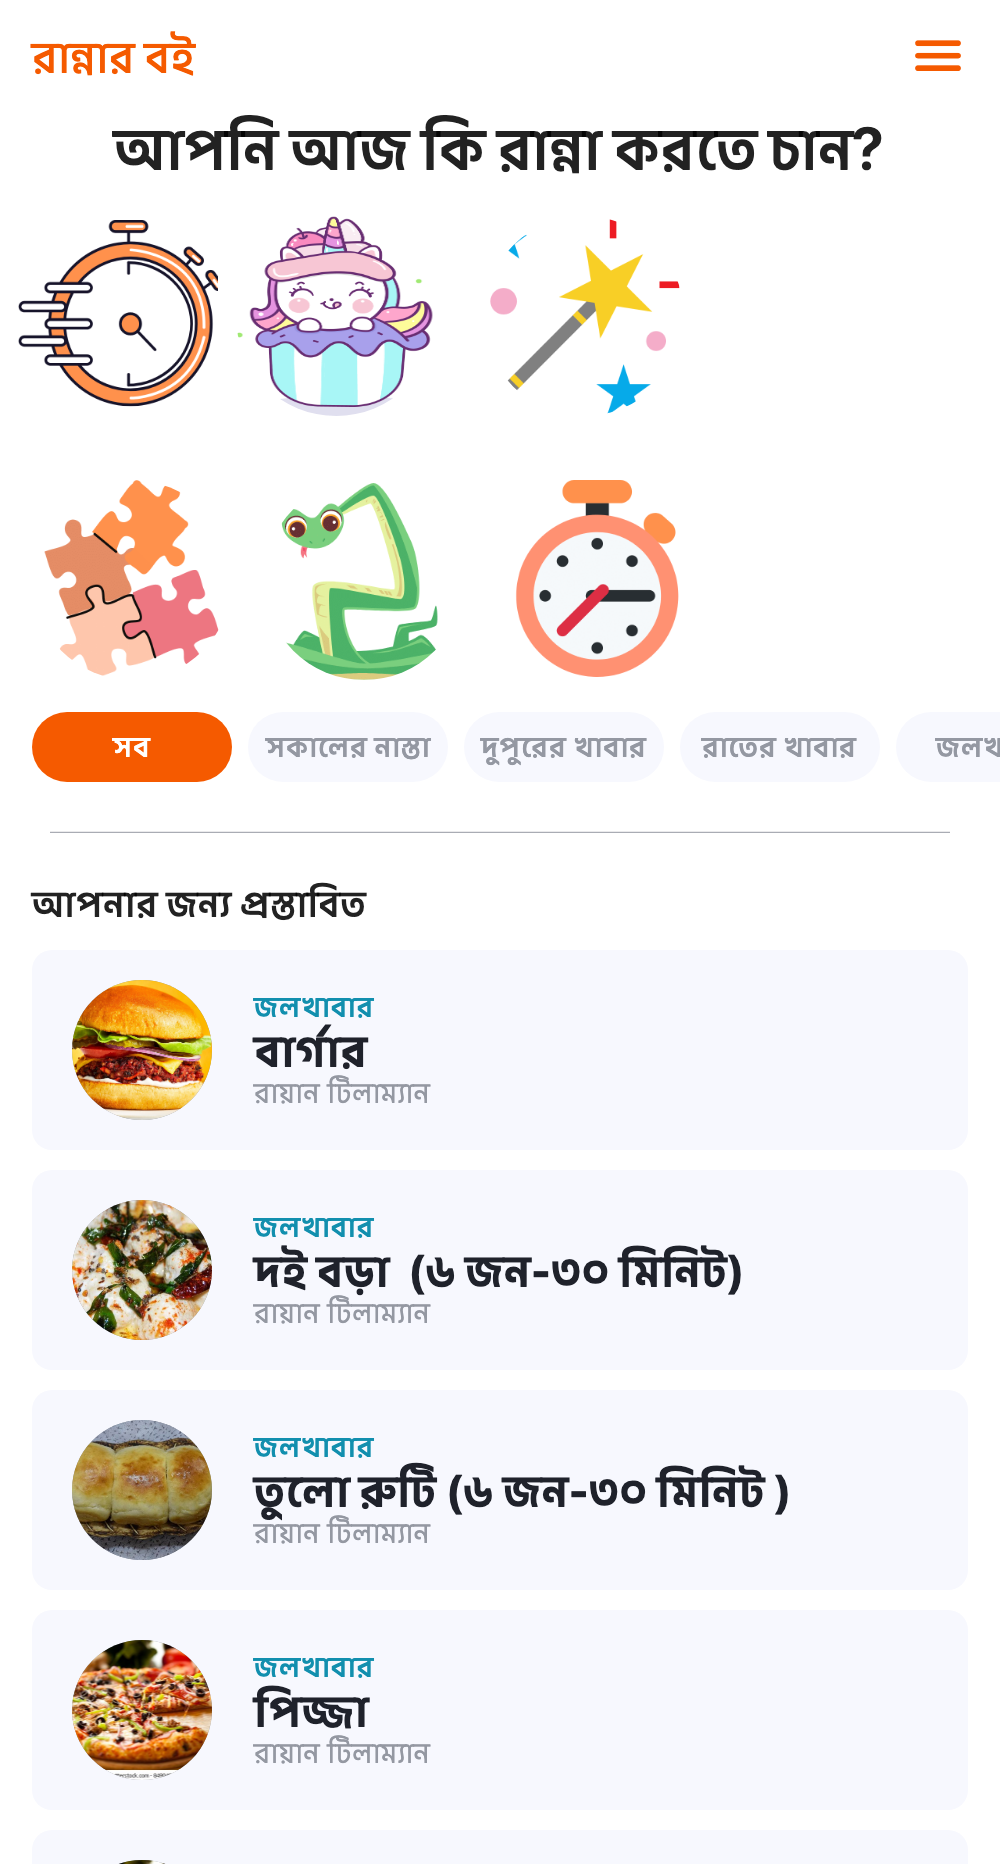 রান্নার বই
আপনি আজ কি রান্না করতে চান?
সব
সকালের নাস্তা
দুপুরের খাবার
রাতের খাবার
আপনার জন্য প্রস্তাবিত
জলখাবার
বার্গার
রায়ান টিলাম্যান
জলখাবার
দই বড়া (৬ জন-৩০ মিনিট)
রায়ান টিলাম্যান
জলখাবার
তুলো রুটি (৬ জন-৩০ মিনিট )
রায়ান টিলাম্যান
জলখাবার
পিজ্জা
রায়ান টিলাম্যান